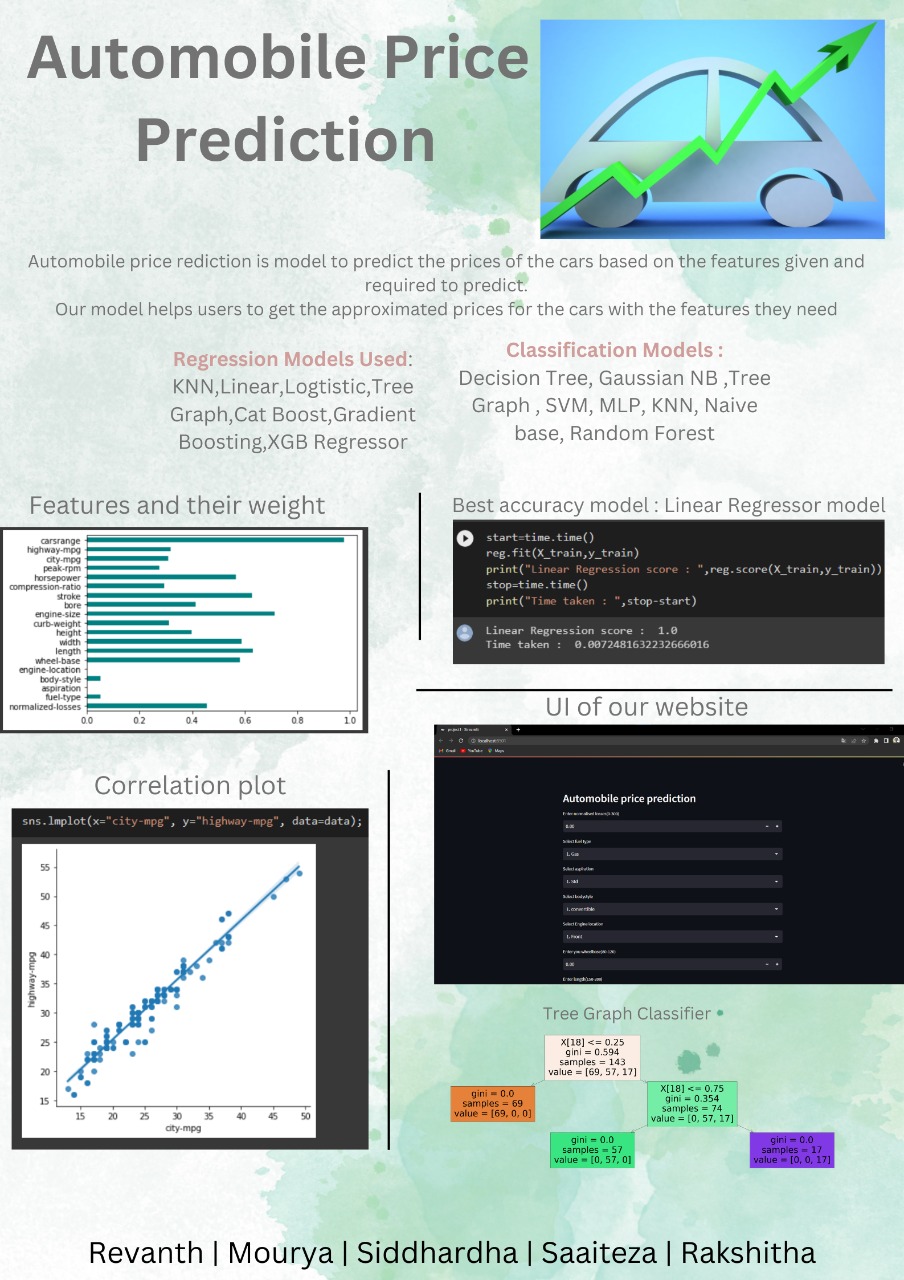 Automobile Price
Prediction
Automobile price rediction is model to predict the prices of the cars based on the features given and
required to predict.
Our model helps users to get the approximated prices for the cars with the features they need
Regression Models Used:
KNN,Linear,Logtistic,Tree
Graph,Cat Boost,Gradient
Boosting,XGB Regressor
Classification Models :
Decision Tree, Gaussian NB ,Tree
Graph , SVM, MLP, KNN, Naive
base, Random Forest
Features and their weight
carsrange
highway-mpg
city-mpg
peak-rpm
horsepower
compression-ratio
stroke
bore
engine-size
curb-weight
height
width
length
wheel-base
engine-location
body-style
aspiration
fuel-type
normalized-losses
0.0 0.2 0.4 0.6 0.8 1.0
Best accuracy model : Linear Regressor model
start=time.time()
reg.fit(X_train,y_train)
print("Linear Regression score : ",reg.score(X_train,y_train))
stop=time.time()
print("Time taken : ",stop-start)
Linear Regression score :  1.0
Time taken :  0.0072481632232666016
UI of our website
Gmail YouTube Maps
Automobile price prediction
0.00
Select fuel type
1. Gas
Select aspiration
1. Std
Select bodystyle
1. convertible
Select Engine location
1. Front
0.00
Correlation plot
sns.lmplot(x="city-mpg", y="highway-mpg", data=data);
55
50
45
40
35
30
25
20
15
highway-mpg
15 20 25 30 35 40 45 50
city-mpg
Tree Graph Classifier
X[18] <= 0.25
gini = 0.594
samples = 143
value = [69, 57, 17]
gini = 0.0
samples = 69
value = [69, 0, 0]
X[18] <= 0.75
gini = 0.354
samples = 74
value = [0, 57, 17]
gini = 0.0
samples = 57
value = [0, 57, 0]
gini = 0.0
samples = 17
value = [0, 0, 17]
Revanth | Mourya | Siddhardha | Saaiteza | Rakshitha